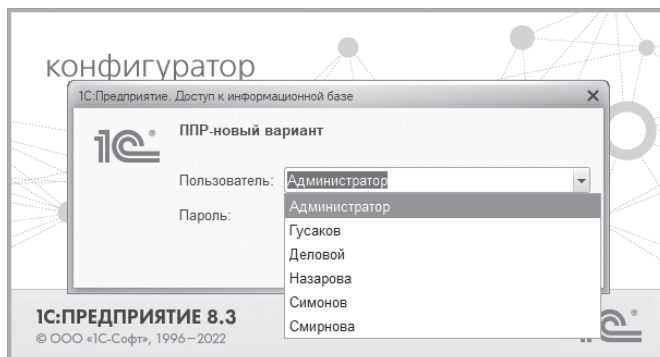 конфигуратор
1С:Предприятие. Доступ к информационной базе
1С
ППР-новый вариант
Пользователь: Администратор
Пароль:
Администратор
Гусаков
Деловой
Назарова
Симонов
Смирнова
1С:ПРЕДПРИЯТИЕ 8.3
© ООО «1С-Софт», 1996–2022